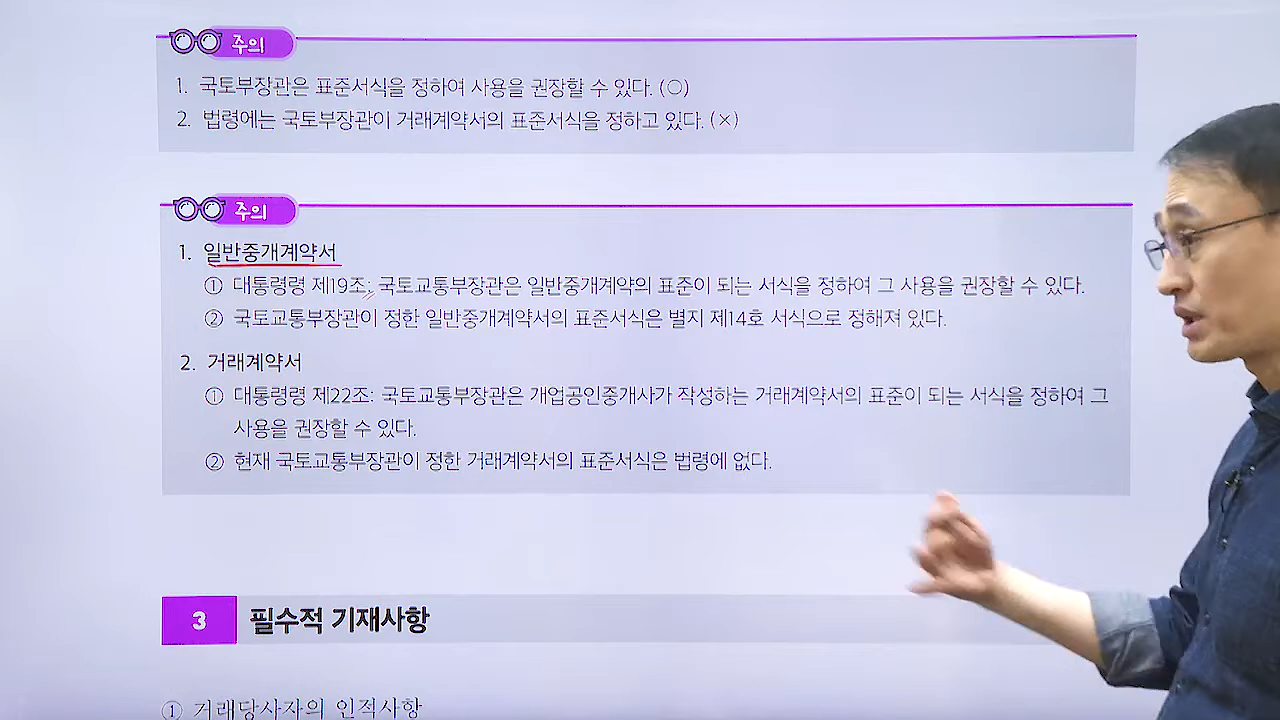 주의
1. 국토부장관은 표준서식을 정하여 사용을 권장할 수 있다. (○)
2. 법령에는 국토부장관이 거래계약서의 표준서식을 정하고 있다. (×)
주의
1. 일반중개계약서
① 대통령령 제19조: 국토교통부장관은 일반중개계약의 표준이 되는 서식을 정하여 그 사용을 권장할 수 있다.
② 국토교통부장관이 정한 일반중개계약서의 표준서식은 별지 제14호 서식으로 정해져 있다.
2. 거래계약서
① 대통령령 제22조: 국토교통부장관은 개업공인중개사가 작성하는 거래계약서의 표준이 되는 서식을 정하여 그
사용을 권장할 수 있다.
② 현재 국토교통부장관이 정한 거래계약서의 표준서식은 법령에 없다.
3 필수적 기재사항
① 거래당사자의 인적사항